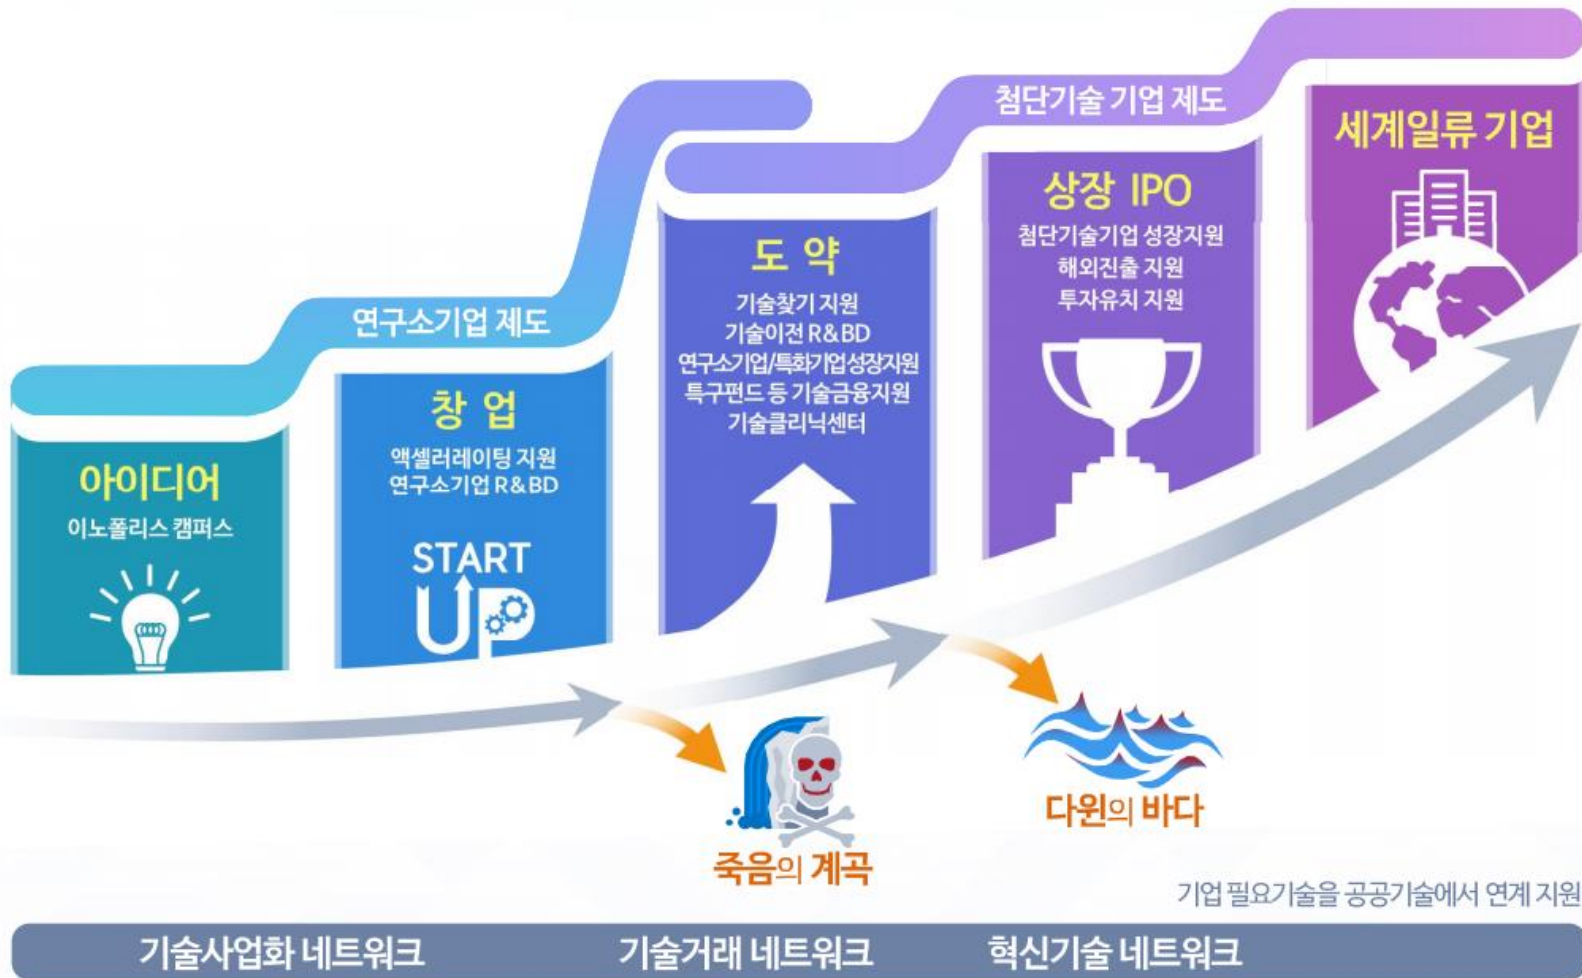 연구소기업 제도
첨단기술 기업 제도
아이디어
이노폴리스 캠퍼스
창 업
액셀러레이팅 지원
연구소기업 R&BD
START
UP
도 약
기술찾기 지원
기술이전 R&BD
연구소기업/특화기업성장지원
특구펀드 등 기술금융지원
기술클리닉센터
상장 IPO
첨단기술기업 성장지원
해외진출 지원
투자유치 지원
세계일류 기업
죽음의 계곡
다윈의 바다
기업 필요기술을 공공기술에서 연계 지원
기술사업화 네트워크
기술거래 네트워크
혁신기술 네트워크